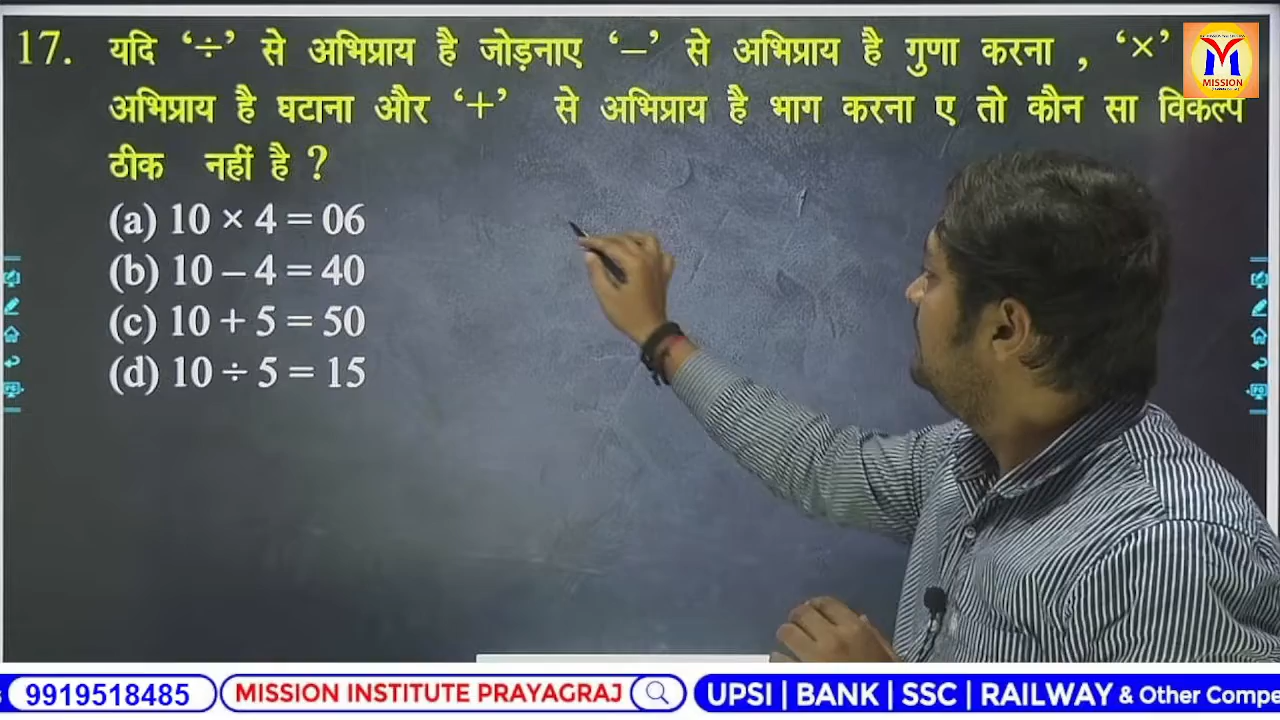 17. यदि ‘÷’ से अभिप्राय है जोड़नाए ‘–’ से अभिप्राय है गुणा करना , ‘×’
अभिप्राय है घटाना और ‘+’ से अभिप्राय है भाग करना ए तो कौन सा विकल्प
ठीक नहीं है ?
(a) 10 × 4 = 06
(b) 10 – 4 = 40
(c) 10 + 5 = 50
(d) 10 ÷ 5 = 15
MISSION
9919518485 MISSION INSTITUTE PRAYAGRAJ UPSI | BANK | SSC | RAILWAY & Other Compe